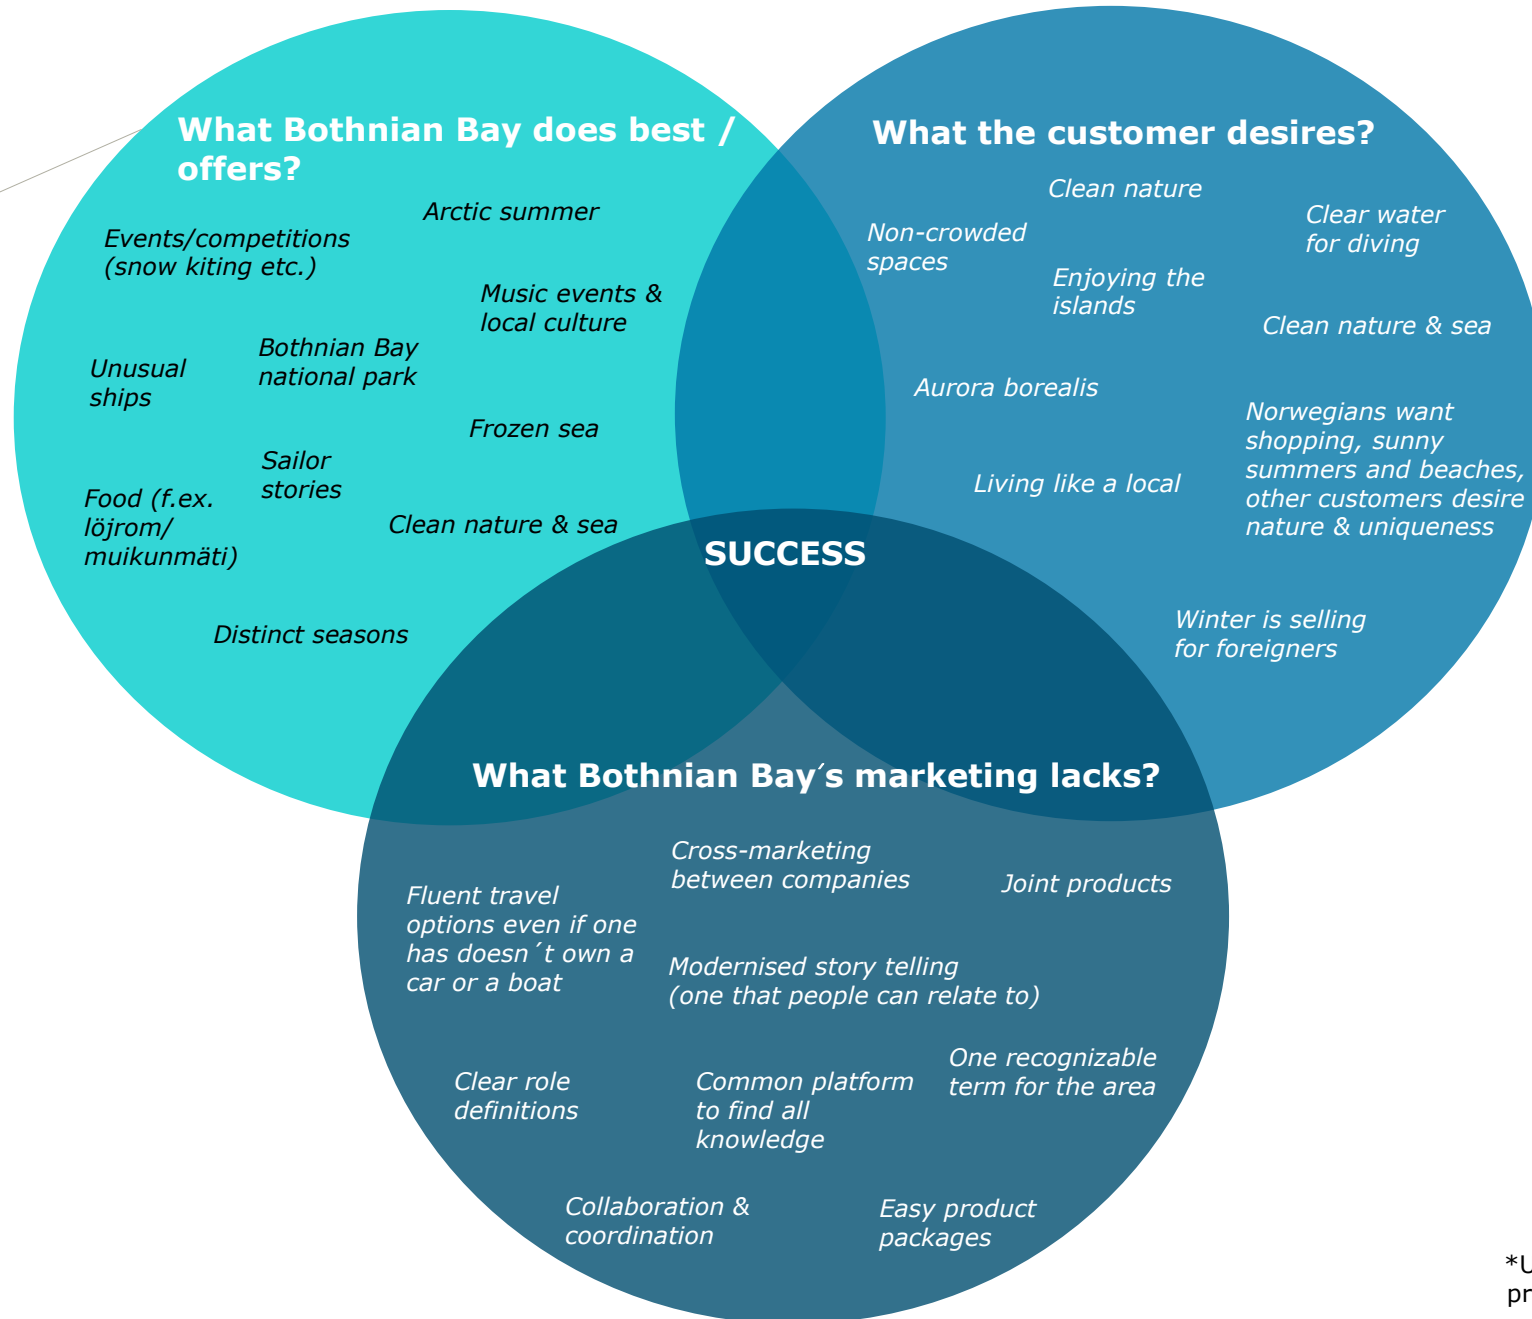 What Bothnian Bay does best /
offers?
Arctic summer
Events/competitions
(snow kiting etc.)
Music events &
local culture
Bothnian Bay
national park
Unusual
ships
Frozen sea
Sailor
stories
Food (f.ex.
löjrom/
muikunmäti)
Clean nature & sea
Distinct seasons
What the customer desires?
Clean nature
Clear water
for diving
Non-crowded
spaces
Enjoying the
islands
Clean nature & sea
Aurora borealis
Norwegians want
shopping, sunny
summers and beaches,
other customers desire
nature & uniqueness
Living like a local
Winter is selling
for foreigners
SUCCESS
What Bothnian Bay´s marketing lacks?
Cross-marketing
between companies
Joint products
Fluent travel
options even if one
has doesn´t own a
car or a boat
Modernised story telling
(one that people can relate to)
One recognizable
term for the area
Clear role
definitions
Common platform
to find all
knowledge
Collaboration &
coordination
Easy product
packages